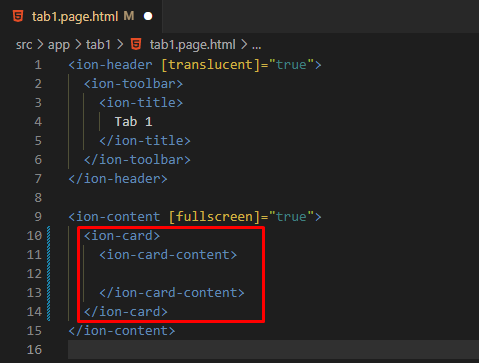 tab1.page.html M
src > app > tab1 > tab1.page.html > ...
1 <ion-header [translucent]="true">
2   <ion-toolbar>
3     <ion-title>
4       Tab 1
5     </ion-title>
6   </ion-toolbar>
7 </ion-header>
8
9 <ion-content [fullscreen]="true">
10   <ion-card>
11     <ion-card-content>
12
13     </ion-card-content>
14   </ion-card>
15 </ion-content>
16